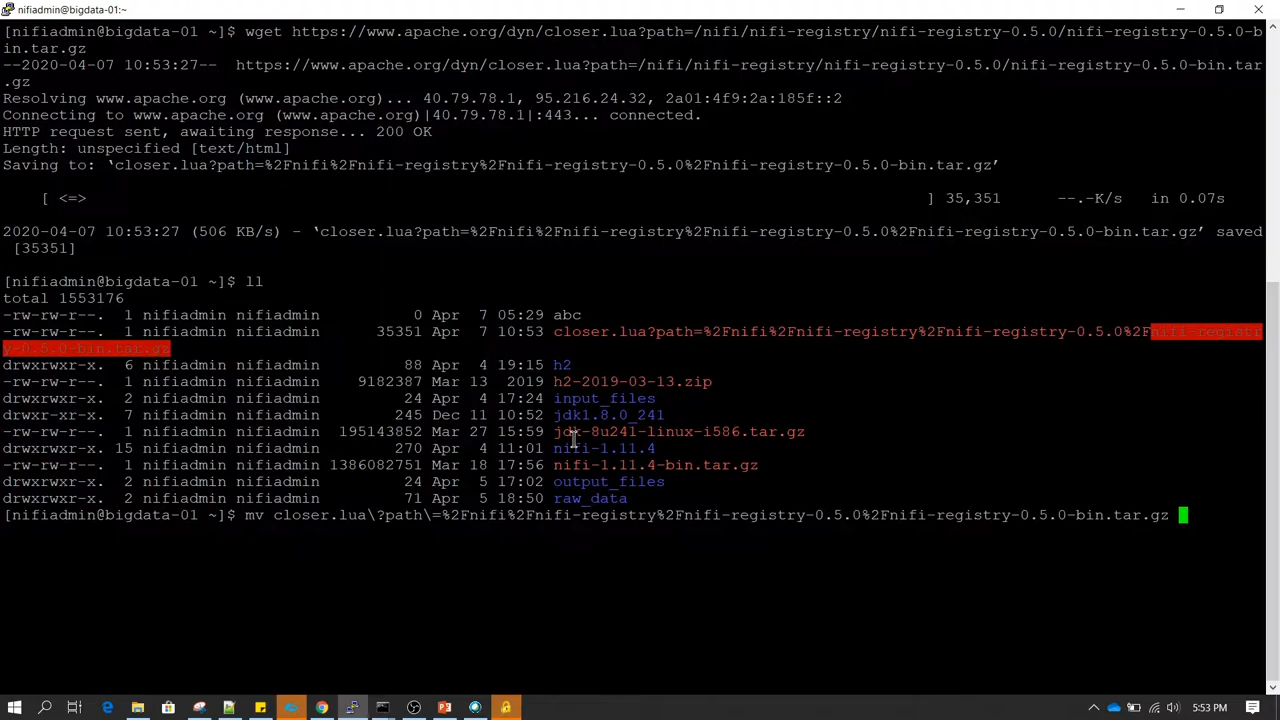 nifiadmin@bigdata-01:~
[nifiadmin@bigdata-01 ~]$ wget https://www.apache.org/dyn/closer.lua?path=/nifi/nifi-registry/nifi-registry-0.5.0/nifi-registry-0.5.0-b
in.tar.gz
--2020-04-07 10:53:27--  https://www.apache.org/dyn/closer.lua?path=/nifi/nifi-registry/nifi-registry-0.5.0/nifi-registry-0.5.0-bin.tar
.gz
Resolving www.apache.org (www.apache.org)... 40.79.78.1, 95.216.24.32, 2a01:4f9:2a:185f::2
Connecting to www.apache.org (www.apache.org)|40.79.78.1|:443... connected.
HTTP request sent, awaiting response... 200 OK
Length: unspecified [text/html]
Saving to: ‘closer.lua?path=%2Fnifi%2Fnifi-registry%2Fnifi-registry-0.5.0%2Fnifi-registry-0.5.0-bin.tar.gz’
[ <=> ] 35,351 --.-K/s in 0.07s
2020-04-07 10:53:27 (506 KB/s) - ‘closer.lua?path=%2Fnifi%2Fnifi-registry%2Fnifi-registry-0.5.0%2Fnifi-registry-0.5.0-bin.tar.gz’ saved
[35351]
[nifiadmin@bigdata-01 ~]$ ll
total 1553176
-rw-rw-r--. 1 nifiadmin nifiadmin 0 Apr 7 05:29 abc
-rw-rw-r--. 1 nifiadmin nifiadmin 35351 Apr 7 10:53 closer.lua?path=%2Fnifi%2Fnifi-registry%2Fnifi-registry-0.5.0%2Fnifi-registr
y-0.5.0-bin.tar.gz
drwxrwxr-x. 6 nifiadmin nifiadmin 88 Apr 4 19:15 h2
-rw-rw-r--. 1 nifiadmin nifiadmin 9182387 Mar 13 2019 h2-2019-03-13.zip
drwxrwxr-x. 2 nifiadmin nifiadmin 24 Apr 4 17:24 input_files
drwxr-xr-x. 7 nifiadmin nifiadmin 245 Dec 11 10:52 jdk1.8.0_241
-rw-rw-r--. 1 nifiadmin nifiadmin 195143852 Mar 27 15:59 jdk-8u241-linux-i586.tar.gz
drwxrwxr-x. 15 nifiadmin nifiadmin 270 Apr 4 11:01 nifi-1.11.4
-rw-rw-r--. 1 nifiadmin nifiadmin 1386082751 Mar 18 17:56 nifi-1.11.4-bin.tar.gz
drwxrwxr-x. 2 nifiadmin nifiadmin 24 Apr 5 17:02 output_files
drwxrwxr-x. 2 nifiadmin nifiadmin 71 Apr 5 18:50 raw_data
[nifiadmin@bigdata-01 ~]$ mv closer.lua\?path\=%2Fnifi%2Fnifi-registry%2Fnifi-registry-0.5.0%2Fnifi-registry-0.5.0-bin.tar.gz
5:53 PM